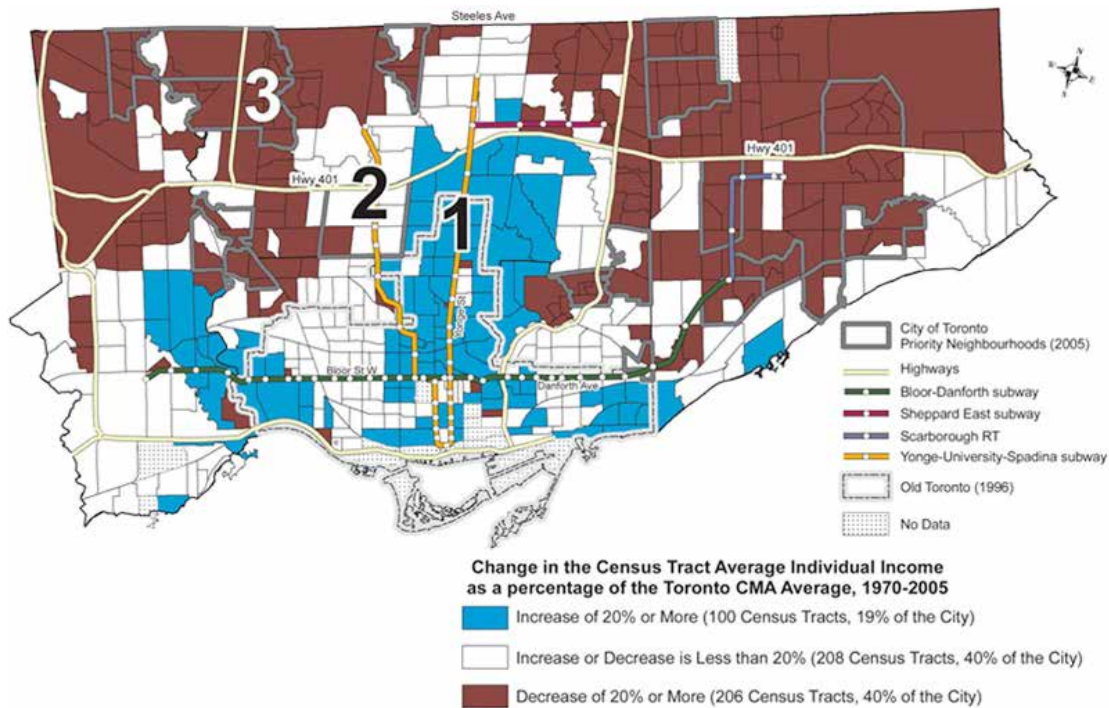 Steeles Ave
N
W
E
S
3
Hwy 401
Hwy 401
2
1
Yonge St
Bloor St W
Danforth Ave
City of Toronto
Priority Neighbourhoods (2005)
Highways
Bloor-Danforth subway
Sheppard East subway
Scarborough RT
Yonge-University-Spadina subway
Old Toronto (1996)
No Data
Change in the Census Tract Average Individual Income
as a percentage of the Toronto CMA Average, 1970-2005
Increase of 20% or More (100 Census Tracts, 19% of the City)
Increase or Decrease is Less than 20% (208 Census Tracts, 40% of the City)
Decrease of 20% or More (206 Census Tracts, 40% of the City)